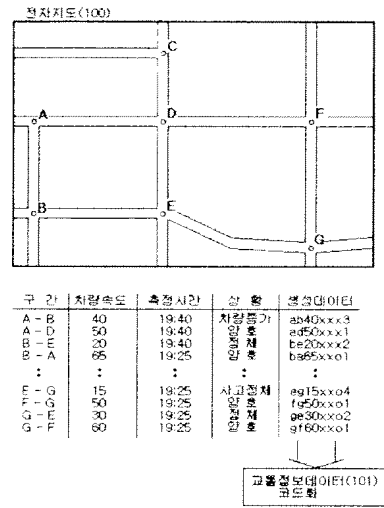 전자지도(100)
C
A
D
F
B
E
G
구 간 차량속도 측정시간 상 황 생성데이터
A - B 40 19:40 차량증가 ab40xxx3
A - D 50 19:40 양 호 ad50xxx1
B - E 20 19:40 정 체 be20xxx2
B - A 65 19:25 양 호 ba65xxo1
: : : : :
E - G 15 19:25 사고정체 eg15xxo4
F - G 50 19:25 양 호 fg50xxo1
G - E 30 19:25 정 체 ge30xxo2
G - F 60 19:25 양 호 gf60xxo1
교통정보데이터(101)
코드화